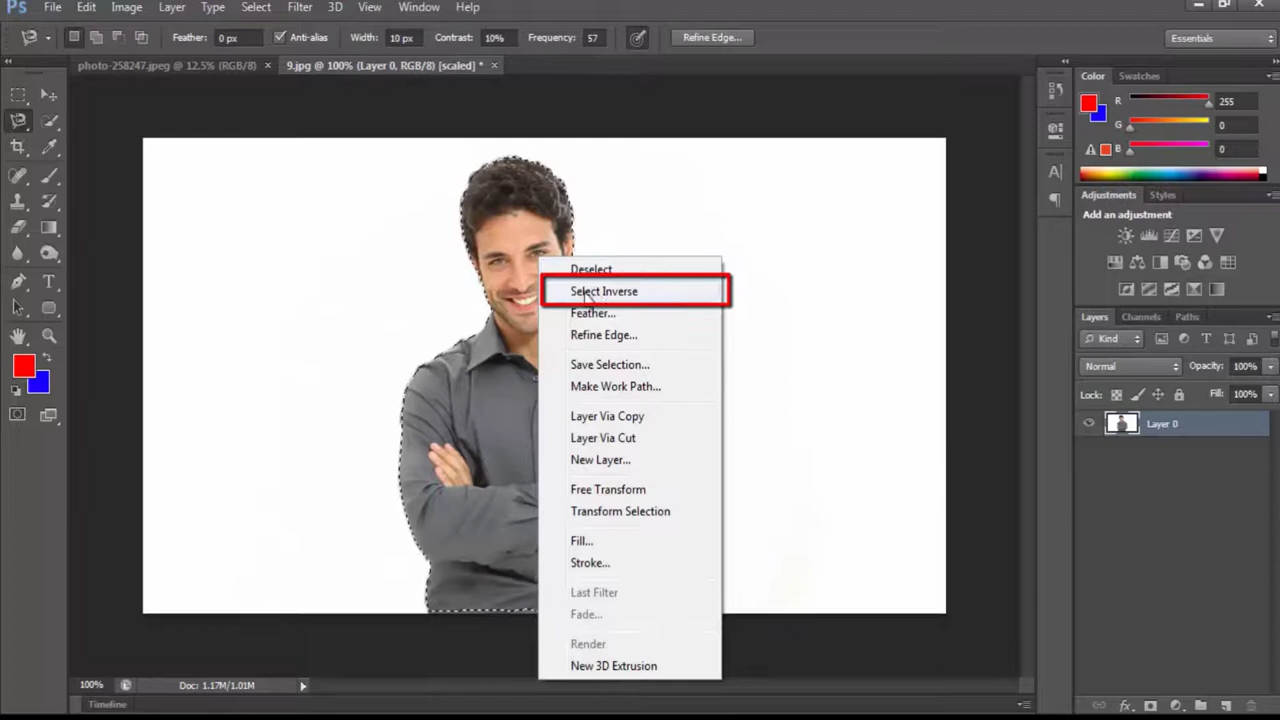 Ps File Edit Image Layer Type Select Filter 3D View Window Help
Feather: 0 px Anti-alias Width: 10 px Contrast: 10% Frequency: 57 Refine Edge... Essentials
photo-258247.jpeg @ 12.5% (RGB/8) × 9.jpg @ 100% (Layer 0, RGB/8) [scaled] * ×
Color Swatches
R 255
G 0
B 0
Adjustments Styles
Add an adjustment
Deselect
Select Inverse
Feather...
Refine Edge...
Save Selection...
Make Work Path...
Layer Via Copy
Layer Via Cut
New Layer...
Free Transform
Transform Selection
Fill...
Stroke...
Last Filter
Fade...
Render
New 3D Extrusion
Layers Channels Paths
Kind
Normal Opacity: 100%
Lock: Fill: 100%
Layer 0
100% Doc: 1.17M/1.01M
Timeline
fx